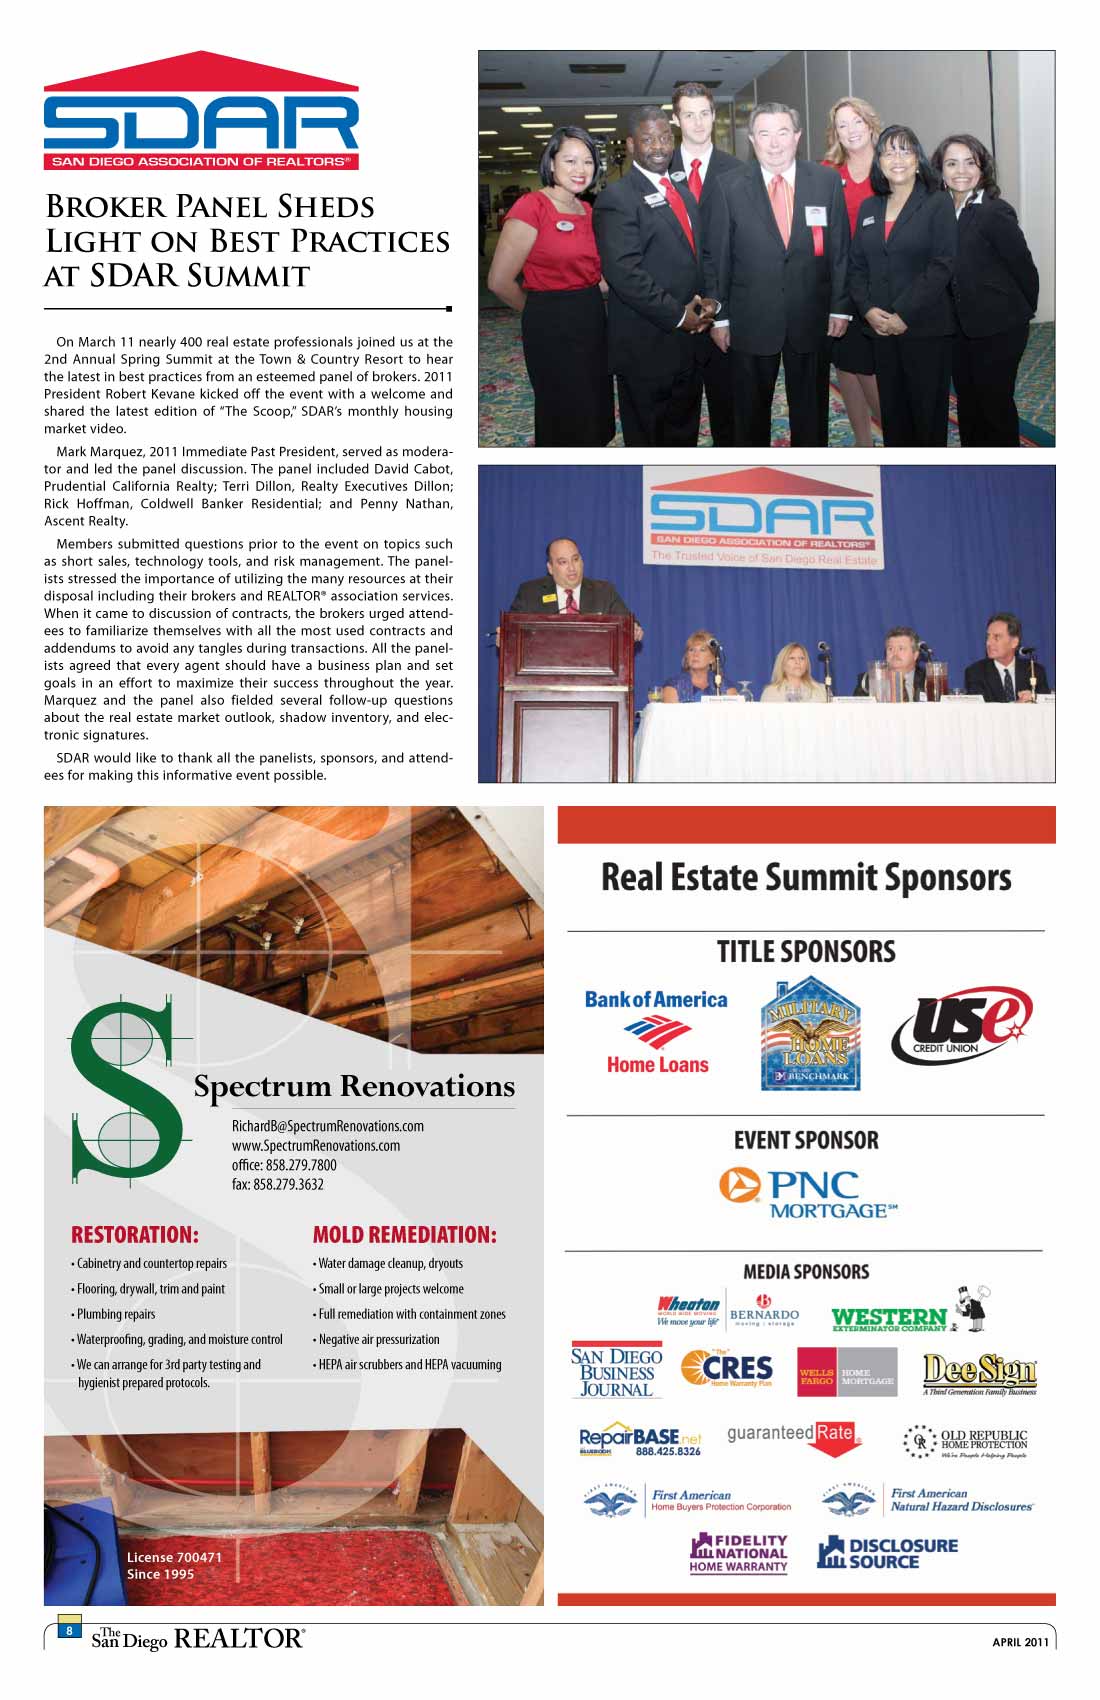 SDAR
SAN DIEGO ASSOCIATION OF REALTORS®
BROKER PANEL SHEDS
LIGHT ON BEST PRACTICES
AT SDAR SUMMIT
On March 11 nearly 400 real estate professionals joined us at the
2nd Annual Spring Summit at the Town & Country Resort to hear
the latest in best practices from an esteemed panel of brokers. 2011
President Robert Kevane kicked off the event with a welcome and
shared the latest edition of “The Scoop,” SDAR’s monthly housing
market video.
Mark Marquez, 2011 Immediate Past President, served as modera-
tor and led the panel discussion. The panel included David Cabot,
Prudential California Realty; Terri Dillon, Realty Executives Dillon;
Rick Hoffman, Coldwell Banker Residential; and Penny Nathan,
Ascent Realty.
Members submitted questions prior to the event on topics such
as short sales, technology tools, and risk management. The panel-
ists stressed the importance of utilizing the many resources at their
disposal including their brokers and REALTOR® association services.
When it came to discussion of contracts, the brokers urged attend-
ees to familiarize themselves with all the most used contracts and
addendums to avoid any tangles during transactions. All the panel-
ists agreed that every agent should have a business plan and set
goals in an effort to maximize their success throughout the year.
Marquez and the panel also fielded several follow-up questions
about the real estate market outlook, shadow inventory, and elec-
tronic signatures.
SDAR would like to thank all the panelists, sponsors, and attend-
ees for making this informative event possible.
SDAR
SAN DIEGO ASSOCIATION OF REALTORS®
The Trusted Voice of San Diego Real Estate
S
Spectrum Renovations
RichardB@SpectrumRenovations.com
www.SpectrumRenovations.com
office: 858.279.7800
fax: 858.279.3632
RESTORATION:
• Cabinetry and countertop repairs
• Flooring, drywall, trim and paint
• Plumbing repairs
• Waterproofing, grading, and moisture control
• We can arrange for 3rd party testing and
hygienist prepared protocols.
MOLD REMEDIATION:
• Water damage cleanup, dryouts
• Small or large projects welcome
• Full remediation with containment zones
• Negative air pressurization
• HEPA air scrubbers and HEPA vacuuming
License 700471
Since 1995
Real Estate Summit Sponsors
TITLE SPONSORS
Bank of America
Home Loans
MILITARY
HOME
LOANS
BENCHMARK
USe
CREDIT UNION
EVENT SPONSOR
PNC
MORTGAGE℠
MEDIA SPONSORS
Wheaton
WORLD WIDE MOVING
We move your life®
BERNARDO
moving | storage
WESTERN
EXTERMINATOR COMPANY
SAN DIEGO
BUSINESS
JOURNAL
"The"
CRES
Home Warranty Plan
WELLS
FARGO
HOME
MORTGAGE
DeeSign
A Third Generation Family Business
RepairBASE.net
BLUEBOOK
888.425.8326
guaranteed Rate
OLD REPUBLIC
HOME PROTECTION
We're People Helping People
FIRST AMERICAN
First American
Home Buyers Protection Corporation
FIRST AMERICAN
First American
Natural Hazard Disclosures
FIDELITY
NATIONAL
HOME WARRANTY
DISCLOSURE
SOURCE
8
The
San Diego REALTOR®
APRIL 2011